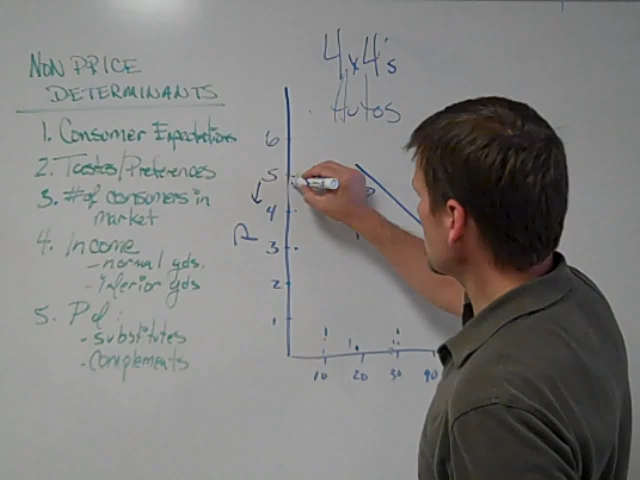 NON PRICE
DETERMINANTS
1. Consumer Expectations
2. Tastes/Preferences
3. # of consumers in
market
4. Income
- normal gds.
- inferior gds
5. P of :
- substitutes
- complements
4x4's
Autos
6
5
4
P
3
2
1
D
10 20 30 40